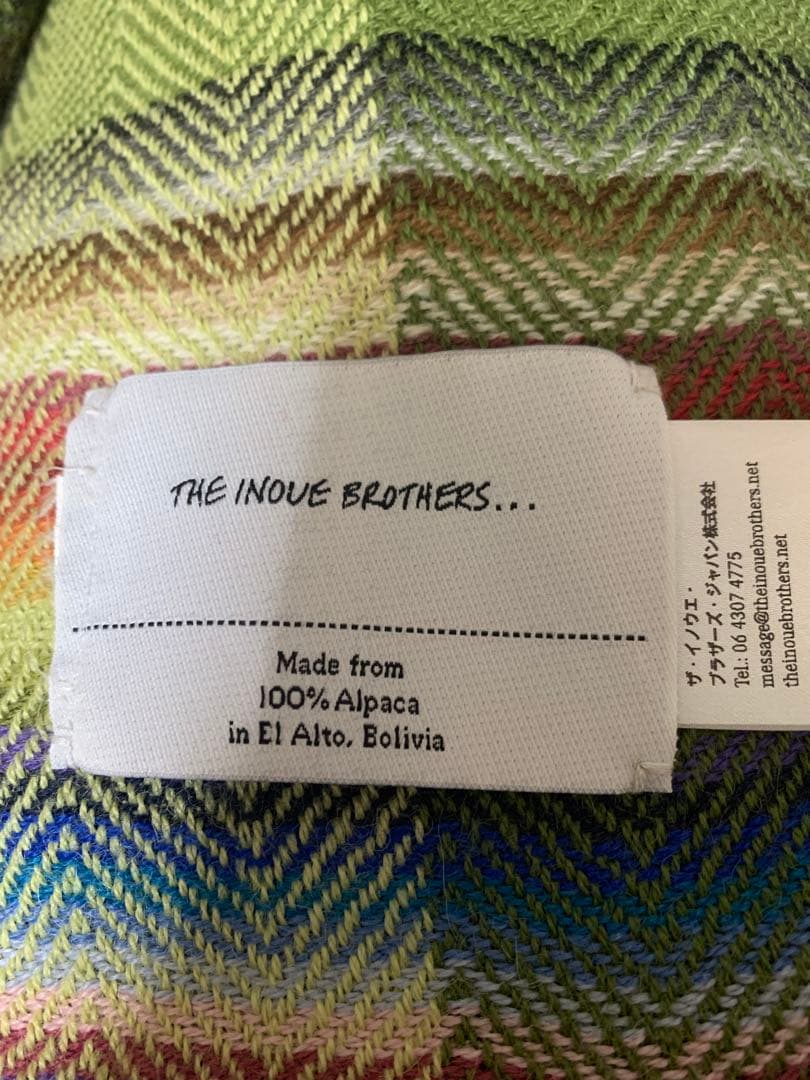 THE INOUE BROTHERS...
Made from
100% Alpaca
in El Alto, Bolivia
ザ・イノウエ・
ブラザーズ・ジャパン株式会社
Tel.: 06 4307 4775
message@theinouebrothers.net
theinouebrothers.net